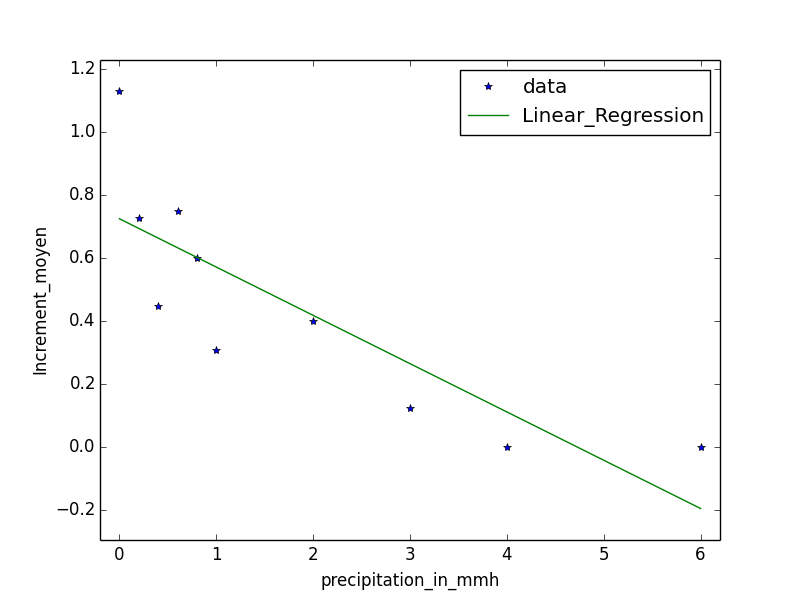 1.2
1.0
0.8
0.6
0.4
0.2
0.0
−0.2
Increment_moyen
data
Linear_Regression
0 1 2 3 4 5 6
precipitation_in_mmh